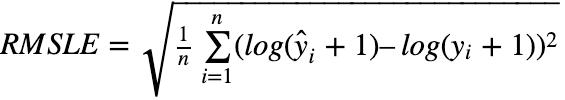 RMSLE = √(1/n ∑_{i=1}^{n} (log(ŷ_i + 1)– log(y_i + 1))²)